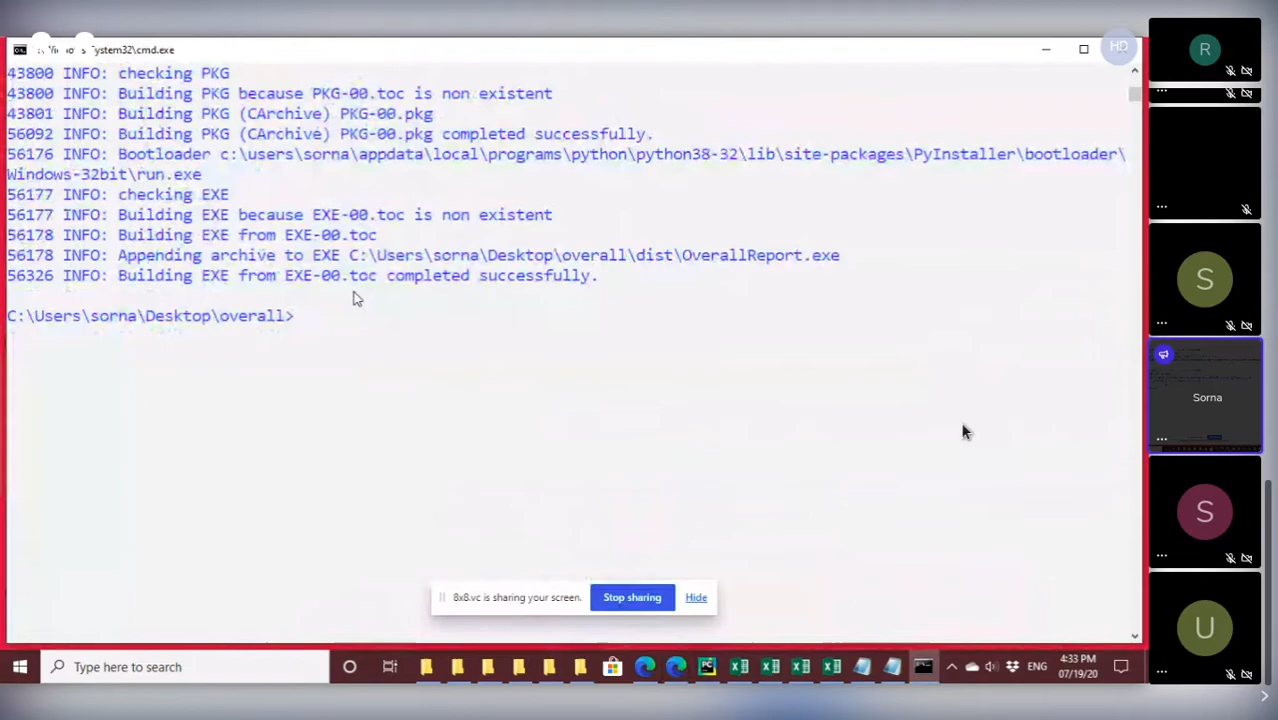 System32\cmd.exe
HD
43800 INFO: checking PKG
43800 INFO: Building PKG because PKG-00.toc is non existent
43801 INFO: Building PKG (CArchive) PKG-00.pkg
56092 INFO: Building PKG (CArchive) PKG-00.pkg completed successfully.
56176 INFO: Bootloader c:\users\sorna\appdata\local\programs\python\python38-32\lib\site-packages\PyInstaller\bootloader\
Windows-32bit\run.exe
56177 INFO: checking EXE
56177 INFO: Building EXE because EXE-00.toc is non existent
56178 INFO: Building EXE from EXE-00.toc
56178 INFO: Appending archive to EXE C:\Users\sorna\Desktop\overall\dist\OverallReport.exe
56326 INFO: Building EXE from EXE-00.toc completed successfully.
C:\Users\sorna\Desktop\overall>
8x8.vc is sharing your screen.
Stop sharing
Hide
Type here to search
PC
ENG
4:33 PM
07/19/20
R
S
Sorna
S
U